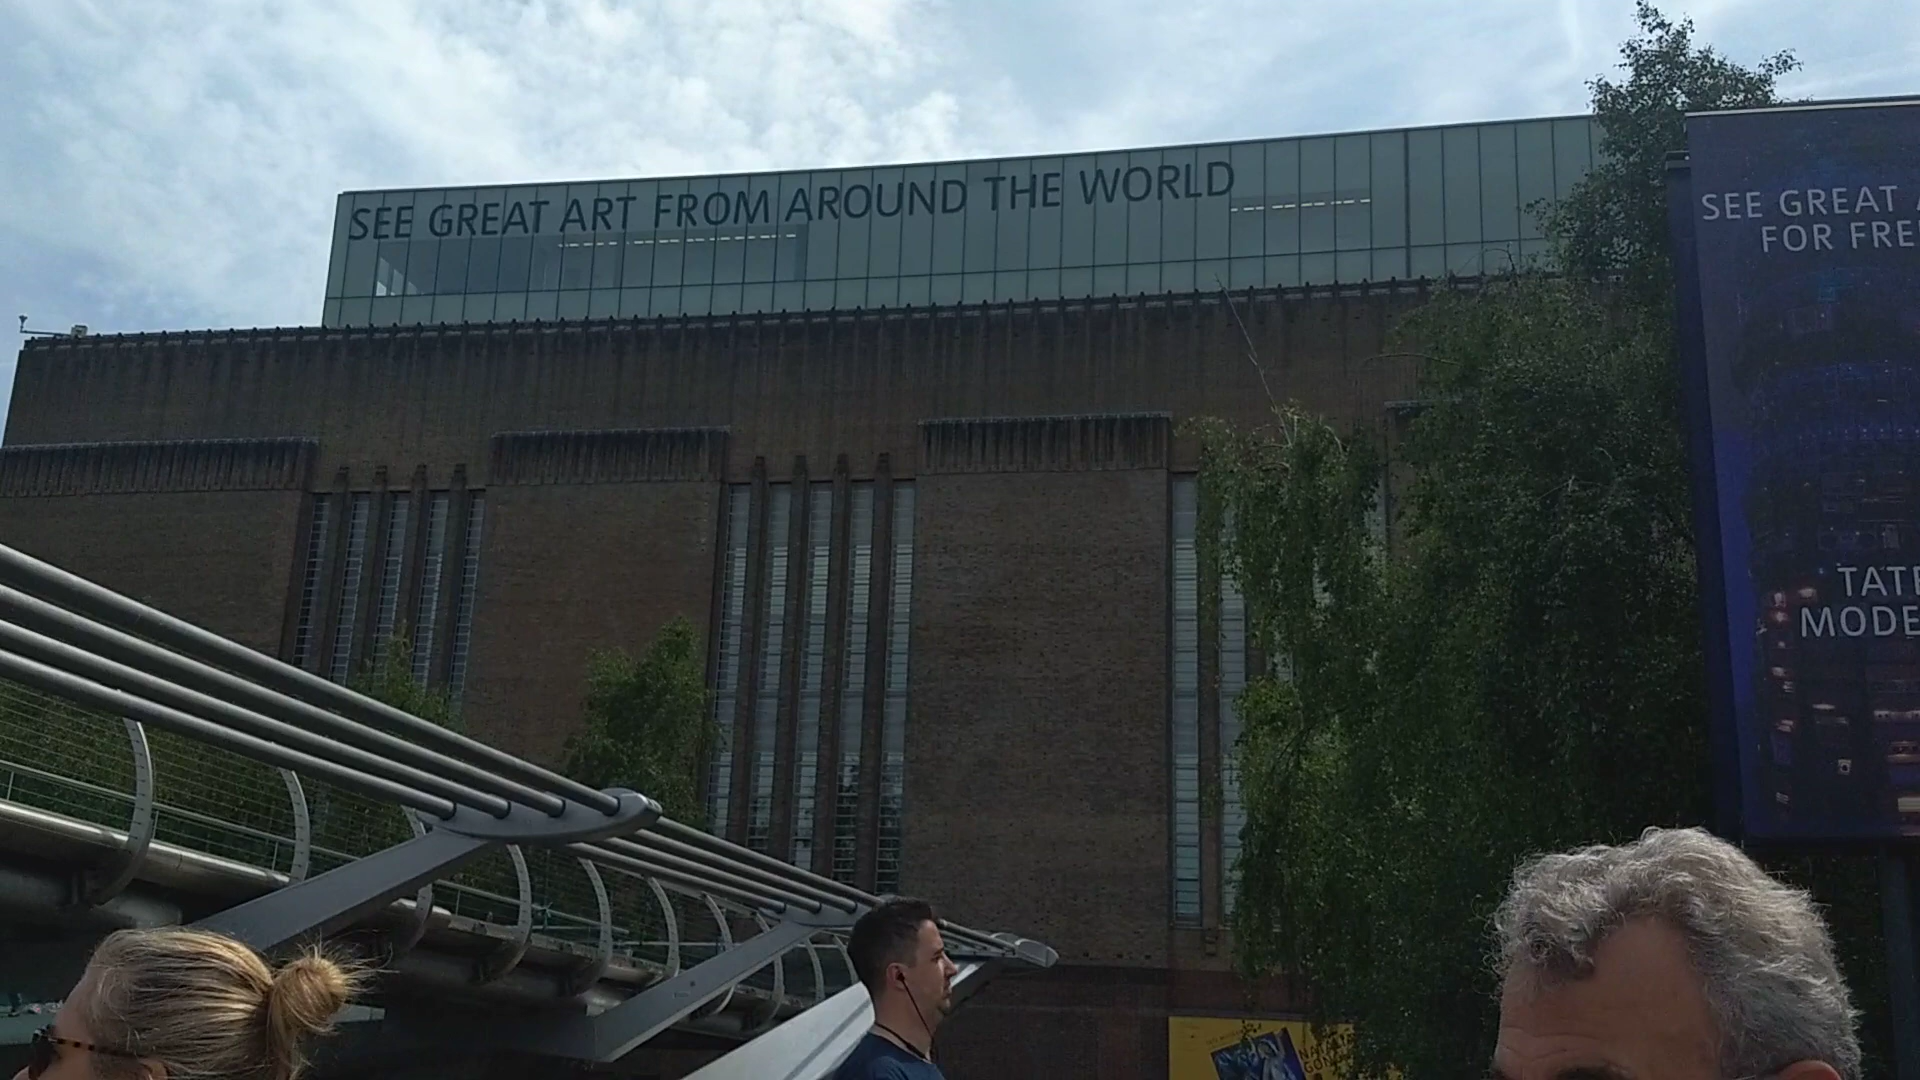 SEE GREAT ART FROM AROUND THE WORLD
SEE GREAT
FOR FRE
TATE
MODE